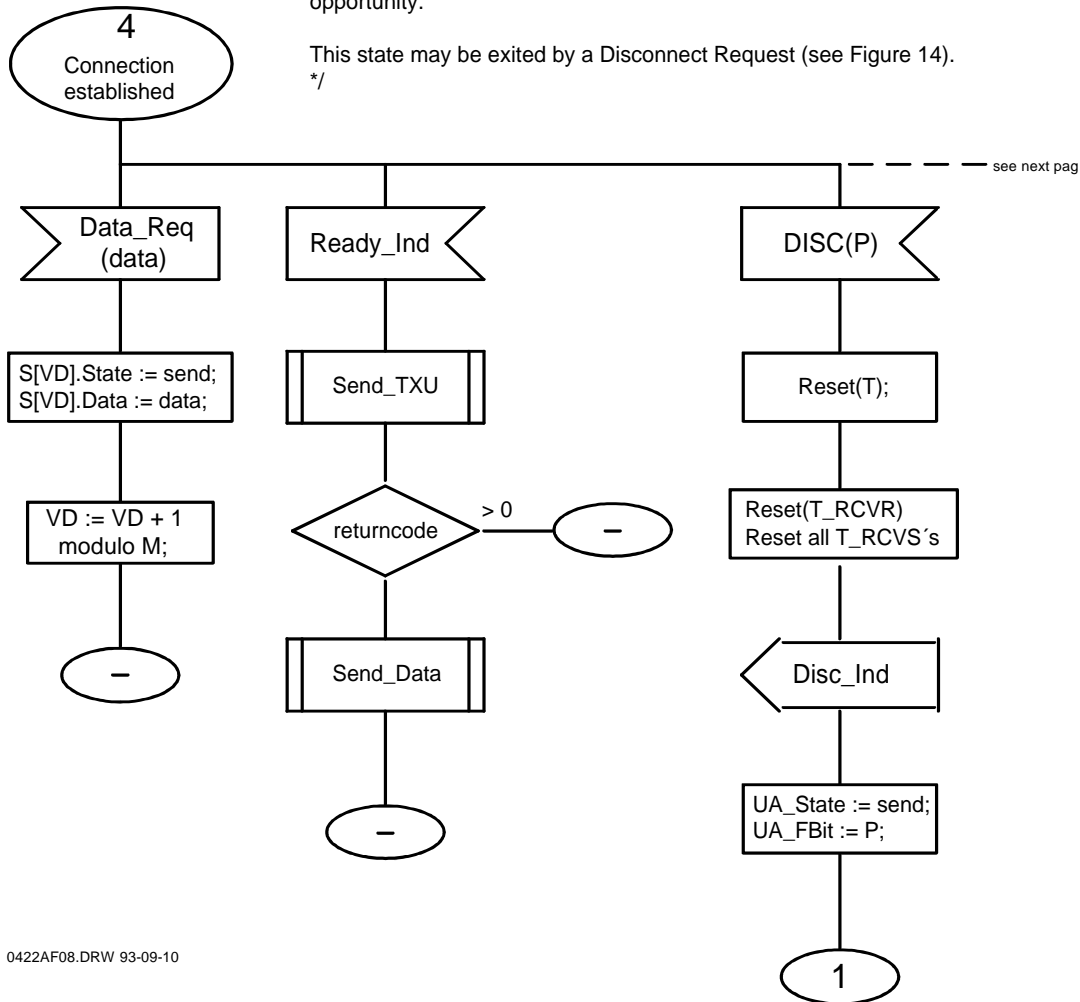 opportunity.
This state may be exited by a Disconnect Request (see Figure 14).
*/
4
Connection
established
see next pag
Data_Req
(data)
Ready_Ind
DISC(P)
S[VD].State := send;
S[VD].Data := data;
Send_TXU
Reset(T);
VD := VD + 1
modulo M;
returncode
> 0
–
Reset(T_RCVR)
Reset all T_RCVS´s
–
Send_Data
Disc_Ind
–
UA_State := send;
UA_FBit := P;
0422AF08.DRW 93-09-10
1